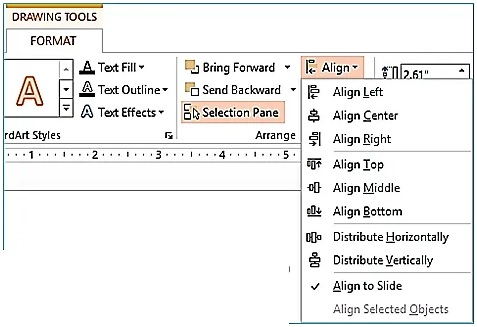 DRAWING TOOLS
FORMAT
A
Text Fill
Text Outline
Text Effects
rdArt Styles
Bring Forward
Send Backward
Selection Pane
Arrange
Align
2.61"
1 2 3 4 5
Align Left
Align Center
Align Right
Align Top
Align Middle
Align Bottom
Distribute Horizontally
Distribute Vertically
Align to Slide
Align Selected Objects